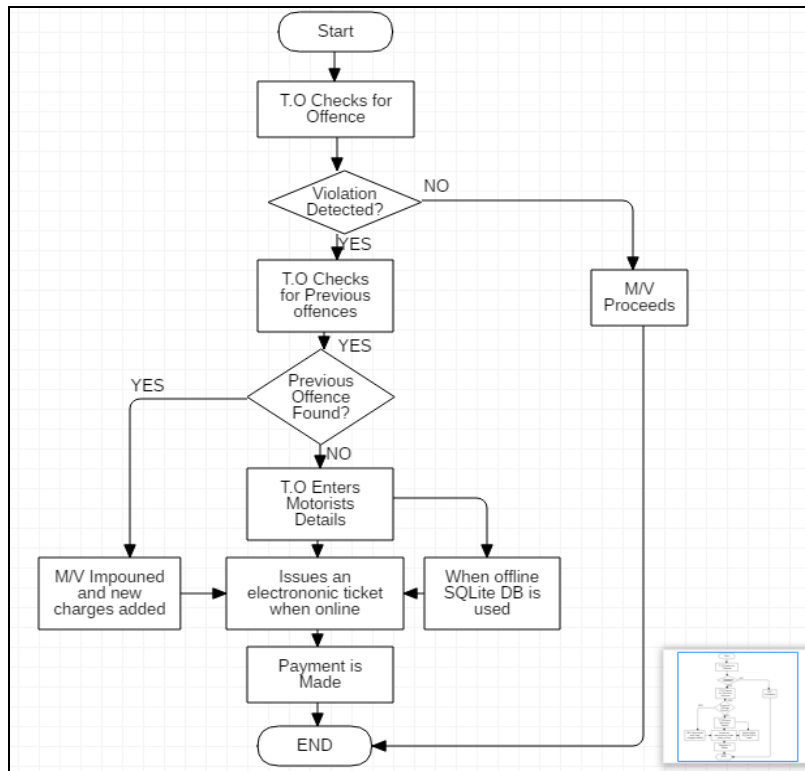 Start
T.O Checks for
Offence
Violation
Detected?
NO
YES
T.O Checks
for Previous
offences
M/V
Proceeds
YES
Previous
Offence
Found?
YES
NO
T.O Enters
Motorists
Details
M/V Impouned
and new
charges added
Issues an
electrononic ticket
when online
When offline
SQLite DB is
used
Payment is
Made
END